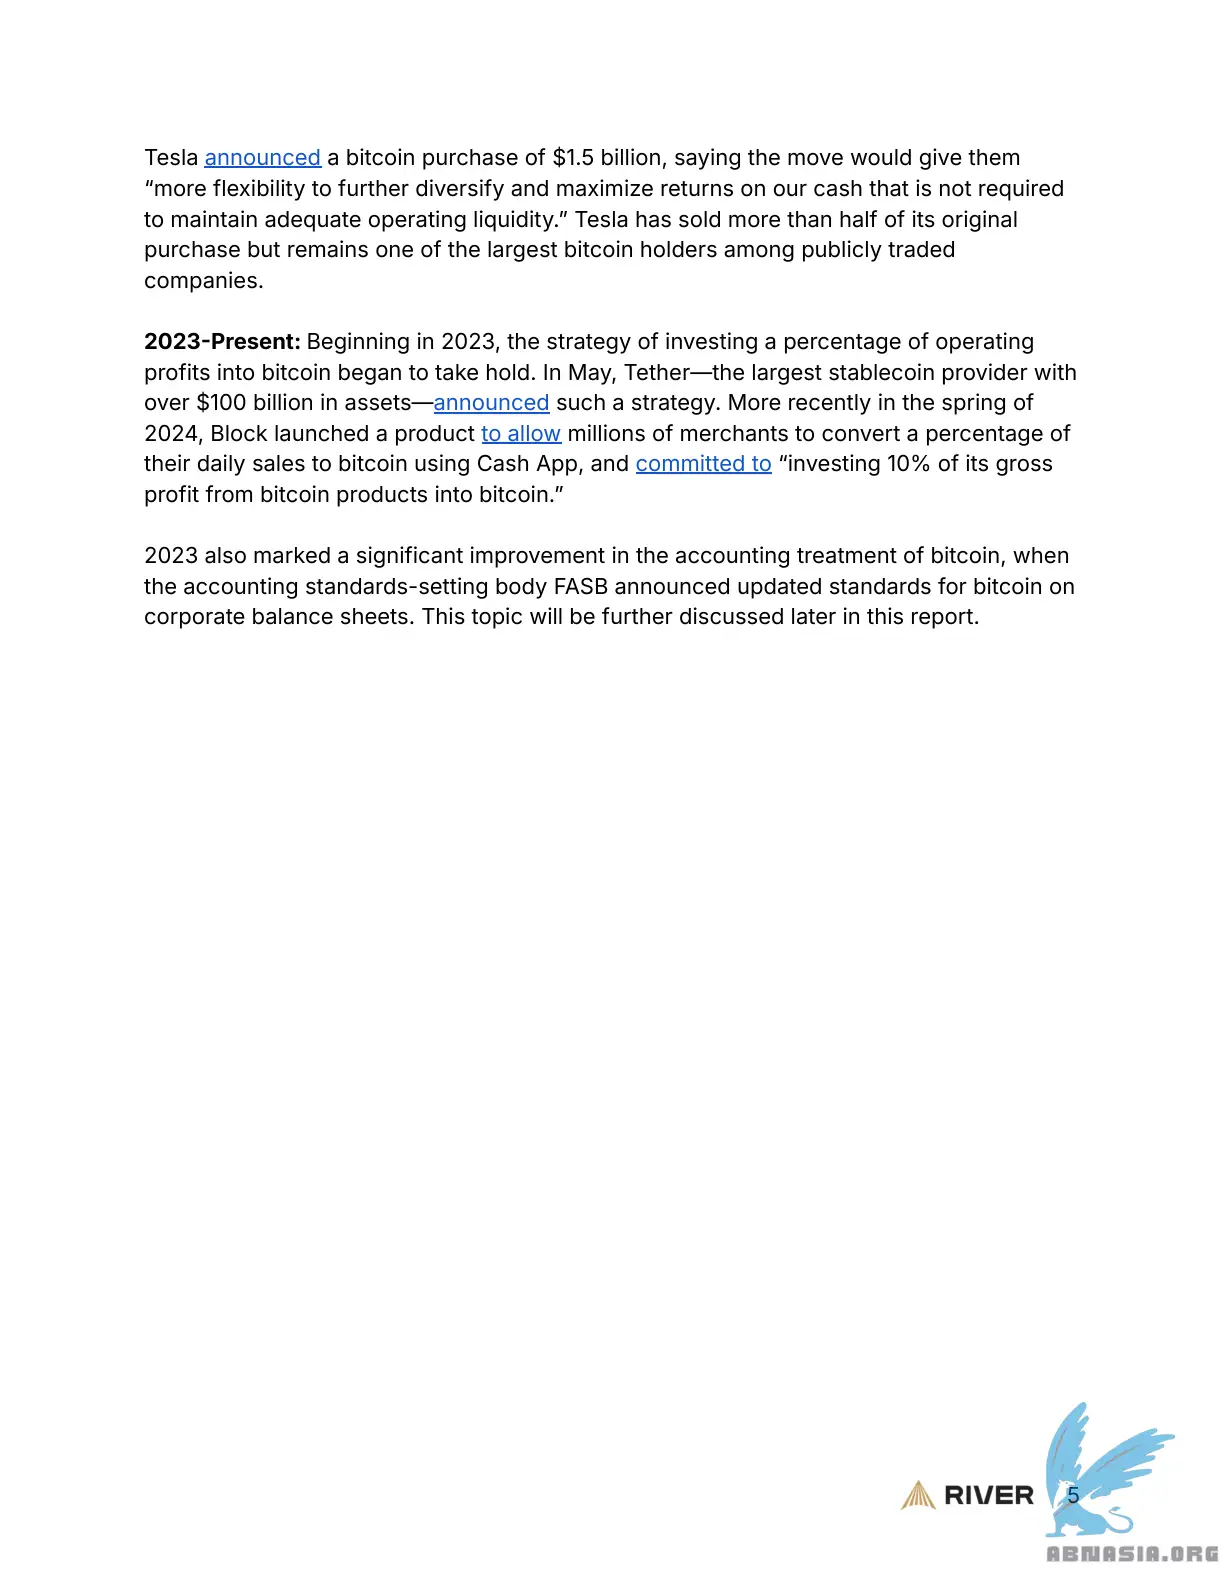 Tesla announced a bitcoin purchase of $1.5 billion, saying the move would give them
“more flexibility to further diversify and maximize returns on our cash that is not required
to maintain adequate operating liquidity.” Tesla has sold more than half of its original
purchase but remains one of the largest bitcoin holders among publicly traded
companies.
2023-Present: Beginning in 2023, the strategy of investing a percentage of operating
profits into bitcoin began to take hold. In May, Tether—the largest stablecoin provider with
over $100 billion in assets—announced such a strategy. More recently in the spring of
2024, Block launched a product to allow millions of merchants to convert a percentage of
their daily sales to bitcoin using Cash App, and committed to “investing 10% of its gross
profit from bitcoin products into bitcoin.”
2023 also marked a significant improvement in the accounting treatment of bitcoin, when
the accounting standards-setting body FASB announced updated standards for bitcoin on
corporate balance sheets. This topic will be further discussed later in this report.
RIVER 5
ABNASIA.ORG